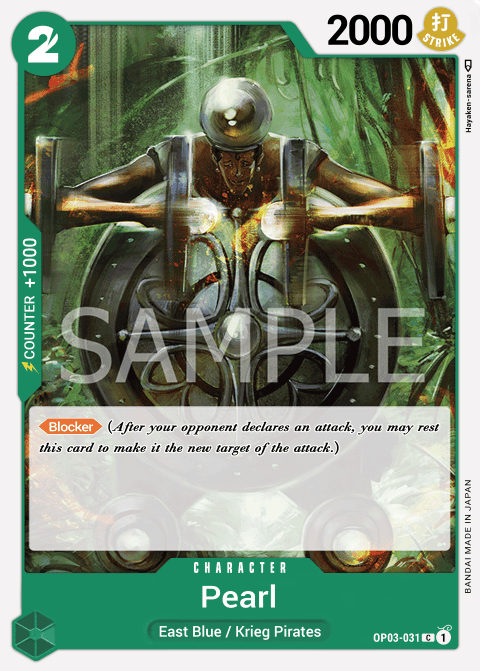 2
2000
打
STRIKE
Hayaken-sarena
COUNTER +1000
SAMPLE
Blocker (After your opponent declares an attack, you may rest
this card to make it the new target of the attack.)
BANDAI MADE IN JAPAN
CHARACTER
Pearl
East Blue / Krieg Pirates
OP03-031 C 1